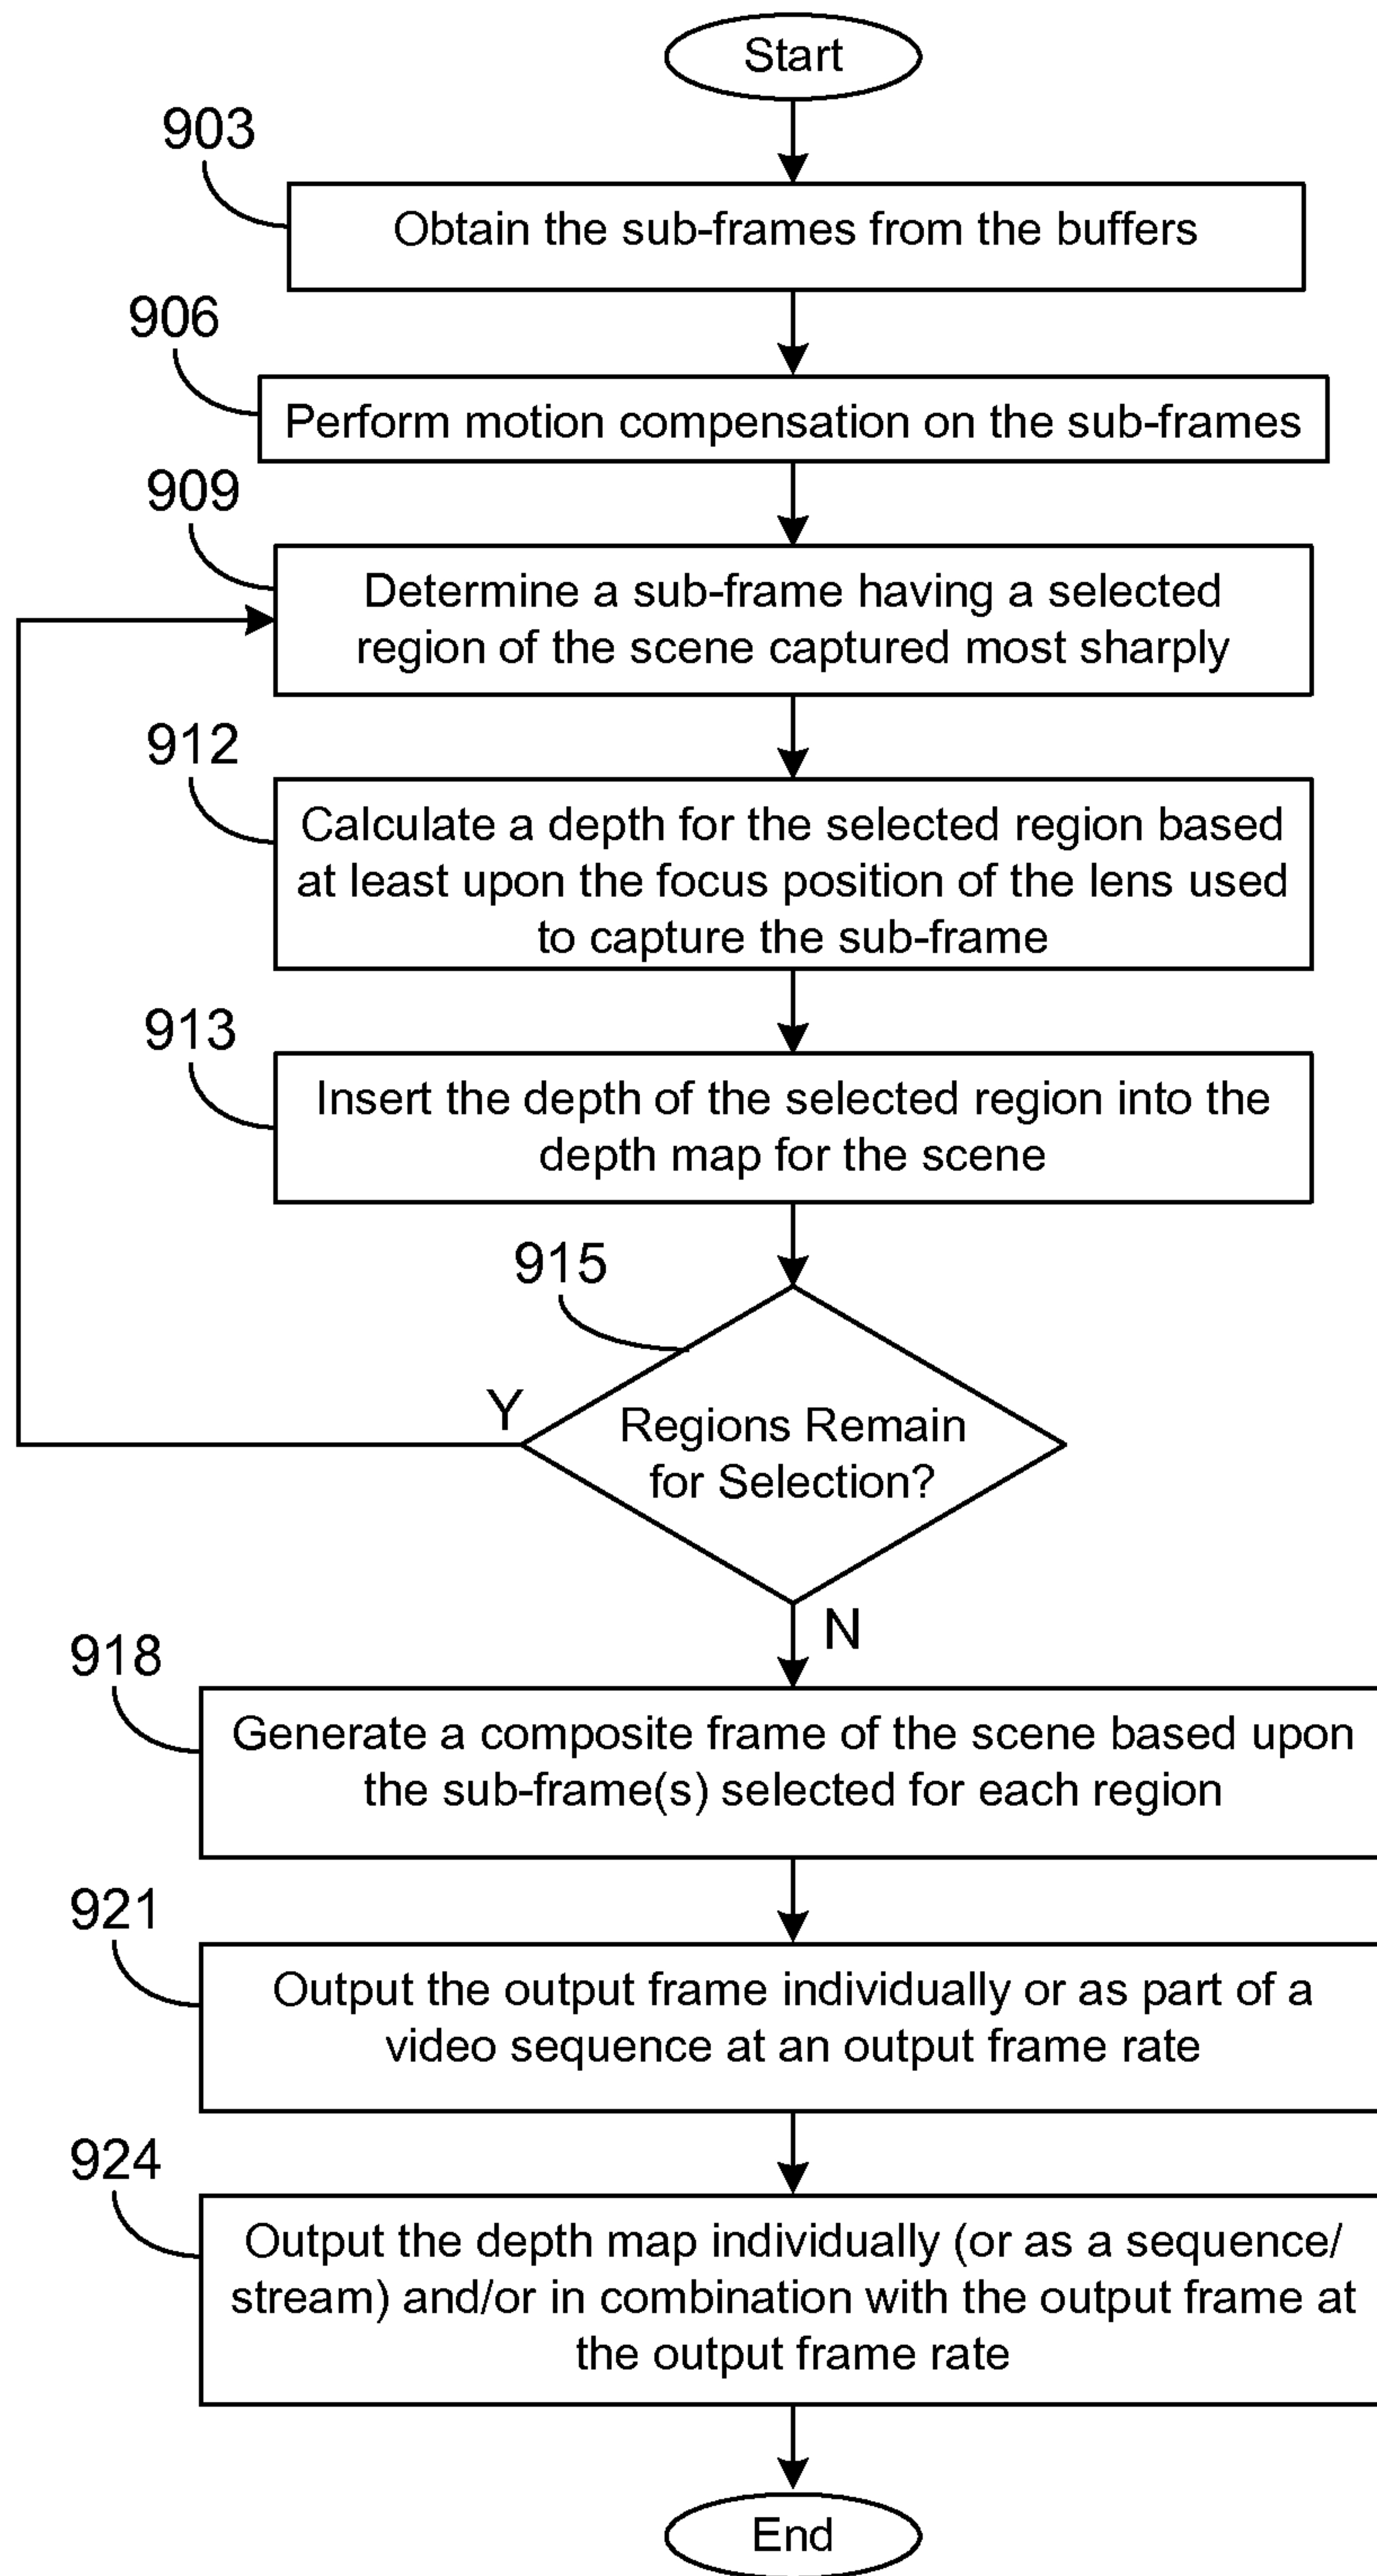 Start
903
Obtain the sub-frames from the buffers
906
Perform motion compensation on the sub-frames
909
Determine a sub-frame having a selected
region of the scene captured most sharply
912
Calculate a depth for the selected region based
at least upon the focus position of the lens used
to capture the sub-frame
913
Insert the depth of the selected region into the
depth map for the scene
915
Y
Regions Remain
for Selection?
N
918
Generate a composite frame of the scene based upon
the sub-frame(s) selected for each region
921
Output the output frame individually or as part of a
video sequence at an output frame rate
924
Output the depth map individually (or as a sequence/
stream) and/or in combination with the output frame at
the output frame rate
End